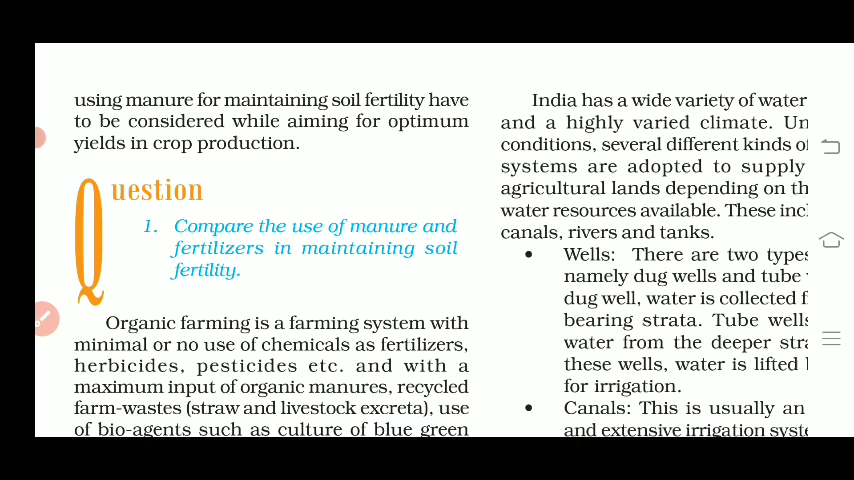 using manure for maintaining soil fertility have
to be considered while aiming for optimum
yields in crop production.
Question
1. Compare the use of manure and
fertilizers in maintaining soil
fertility.
Organic farming is a farming system with
minimal or no use of chemicals as fertilizers,
herbicides, pesticides etc. and with a
maximum input of organic manures, recycled
farm-wastes (straw and livestock excreta), use
of bio-agents such as culture of blue green
India has a wide variety of water
and a highly varied climate. Un
conditions, several different kinds of
systems are adopted to supply
agricultural lands depending on th
water resources available. These incl
canals, rivers and tanks.
• Wells: There are two types
namely dug wells and tube
dug well, water is collected f
bearing strata. Tube wells
water from the deeper stra
these wells, water is lifted
for irrigation.
• Canals: This is usually an
and extensive irrigation syste